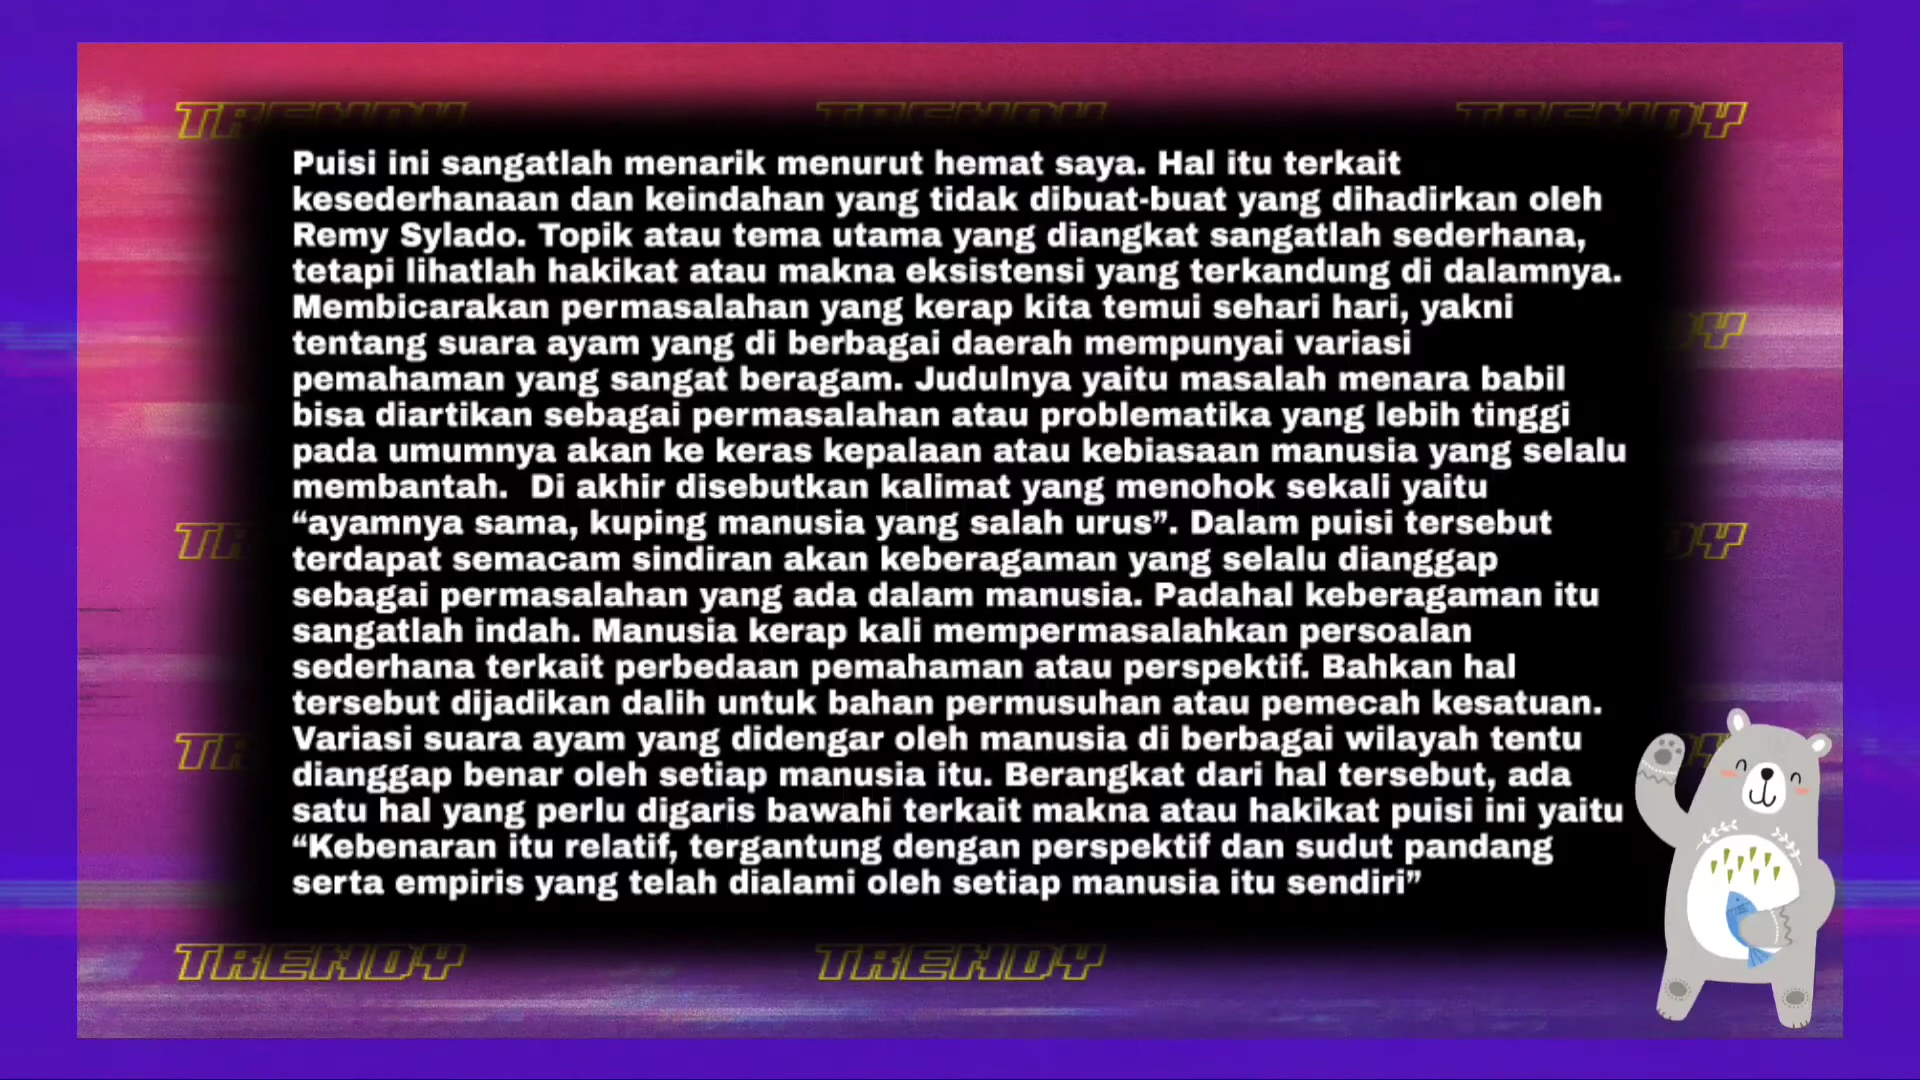 TRENDY TRENDY TRENDY
Puisi ini sangatlah menarik menurut hemat saya. Hal itu terkait
kesederhanaan dan keindahan yang tidak dibuat-buat yang dihadirkan oleh
Remy Sylado. Topik atau tema utama yang diangkat sangatlah sederhana,
tetapi lihatlah hakikat atau makna eksistensi yang terkandung di dalamnya.
Membicarakan permasalahan yang kerap kita temui sehari hari, yakni
tentang suara ayam yang di berbagai daerah mempunyai variasi
pemahaman yang sangat beragam. Judulnya yaitu masalah menara babil
bisa diartikan sebagai permasalahan atau problematika yang lebih tinggi
pada umumnya akan ke keras kepalaan atau kebiasaan manusia yang selalu
membantah.  Di akhir disebutkan kalimat yang menohok sekali yaitu
“ayamnya sama, kuping manusia yang salah urus”. Dalam puisi tersebut
terdapat semacam sindiran akan keberagaman yang selalu dianggap
sebagai permasalahan yang ada dalam manusia. Padahal keberagaman itu
sangatlah indah. Manusia kerap kali mempermasalahkan persoalan
sederhana terkait perbedaan pemahaman atau perspektif. Bahkan hal
tersebut dijadikan dalih untuk bahan permusuhan atau pemecah kesatuan.
Variasi suara ayam yang didengar oleh manusia di berbagai wilayah tentu
dianggap benar oleh setiap manusia itu. Berangkat dari hal tersebut, ada
satu hal yang perlu digaris bawahi terkait makna atau hakikat puisi ini yaitu
“Kebenaran itu relatif, tergantung dengan perspektif dan sudut pandang
serta empiris yang telah dialami oleh setiap manusia itu sendiri”
TRENDY TRENDY